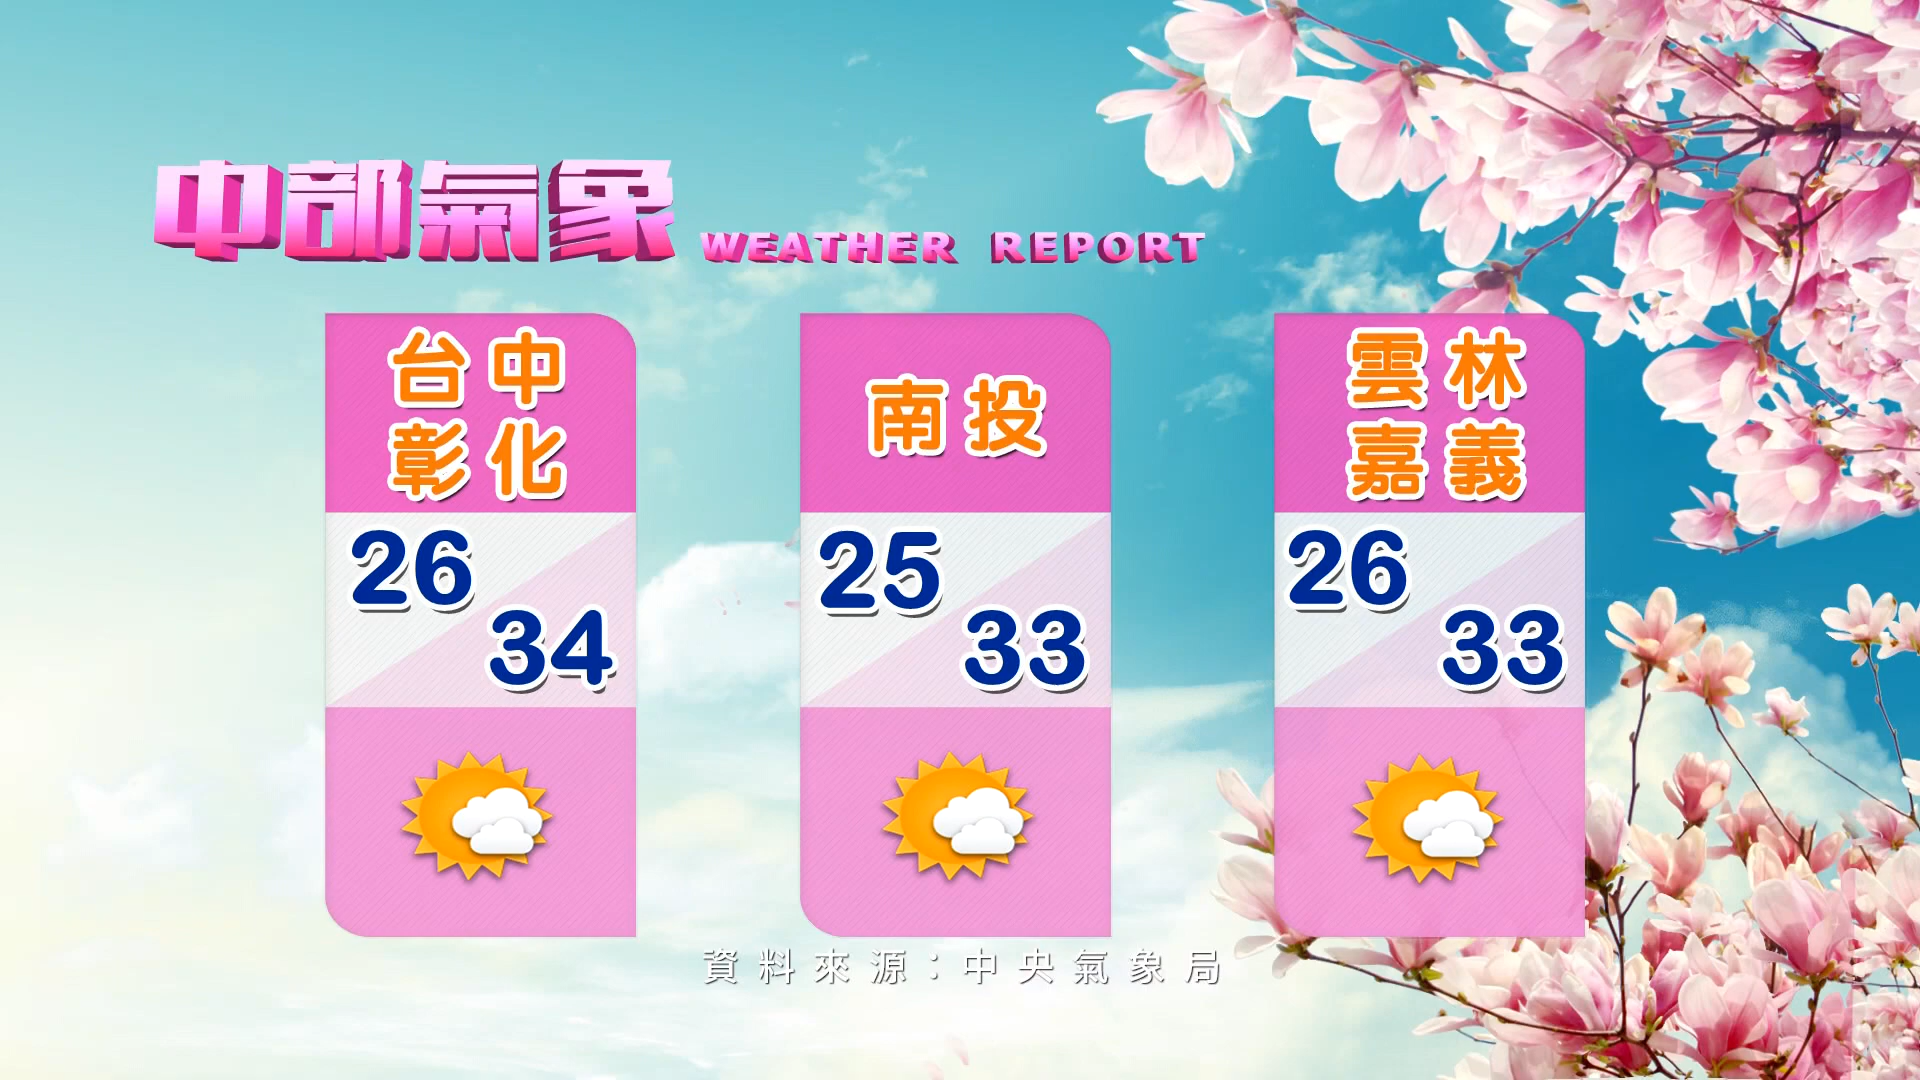 中部氣象 WEATHER REPORT
台中
彰化
26
34
南投
25
33
雲林
嘉義
26
33
資料來源：中央氣象局